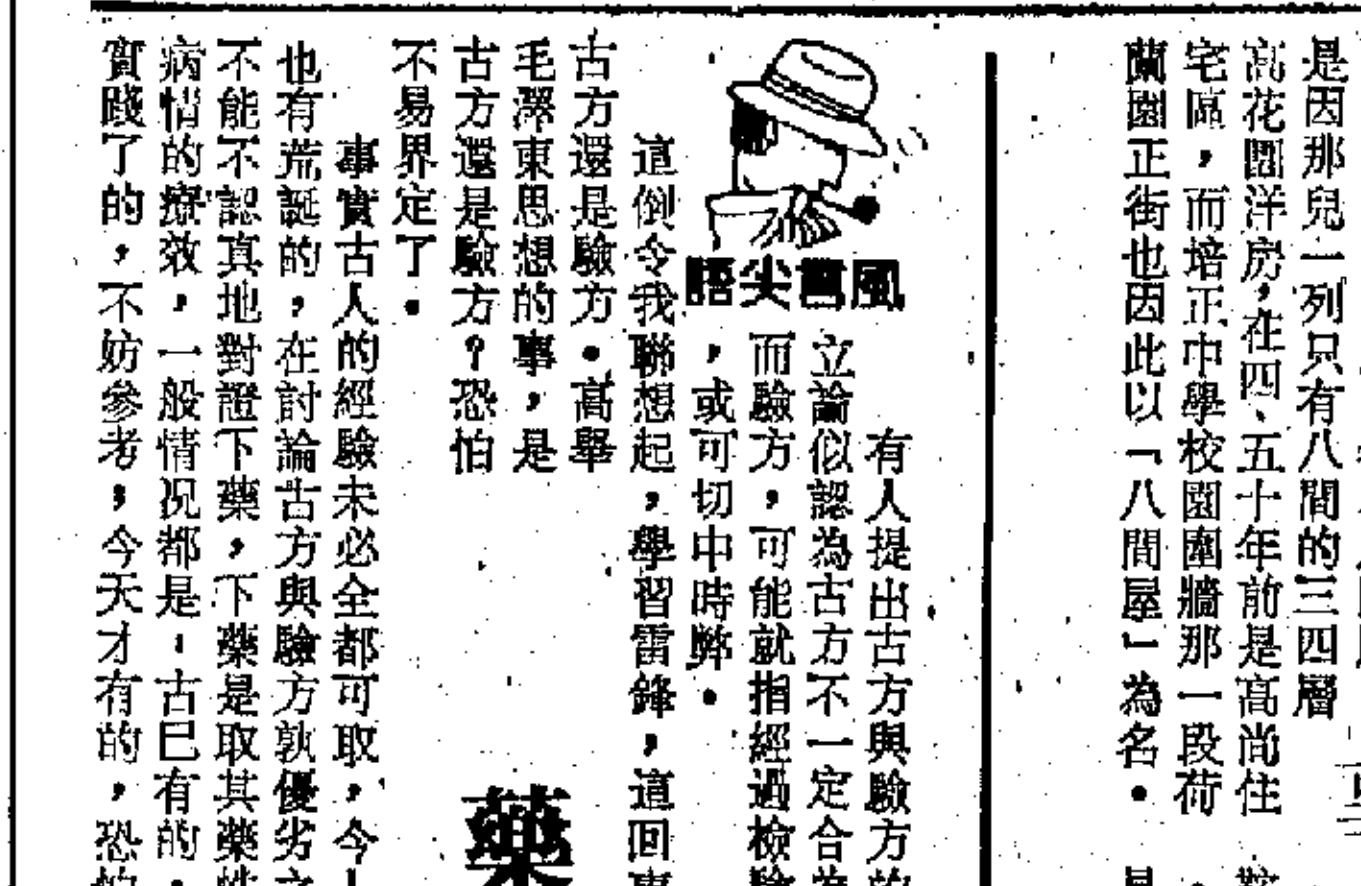 是因那兒一列只有八間的三四層
高花園洋房，在四、五十年前是高尚住
宅區，而培正中學校園圍牆那一段荷
蘭園正街也因此以「八間屋」為名。
風言尖語
有人提出古方與驗方的
立論似認為古方不一定合
而驗方，可能就指經過檢驗
，或可切中時弊。
這倒令我聯想起，學習雷鋒，這回事
古方還是驗方。高舉
毛澤東思想的事，是
古方還是驗方？恐怕
不易界定了。
藥
事實古人的經驗未必全都可取，今
也有荒誕的，在討論古方與驗方孰優劣之
不能不認真地對證下藥，下藥是取其藥性
病情的療效，一般情况都是，古巳有的，
實踐了的，不妨參考，今天才有的，恐怕